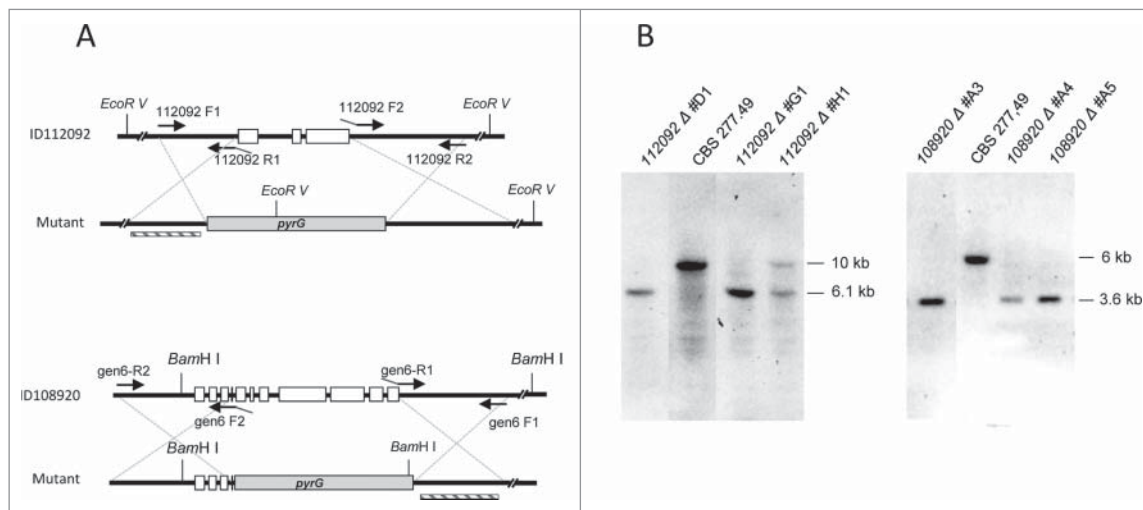 A
EcoR V
112092 F1
112092 F2
EcoR V
ID112092
112092 R1
112092 R2
EcoR V
EcoR V
Mutant
pyrG
gen6-R2
BamH I
gen6-R1
BamH I
ID108920
gen6 F2
gen6 F1
BamH I
BamH I
Mutant
pyrG
B
112092 Δ #D1
CBS 277.49
112092 Δ #G1
112092 Δ #H1
10 kb
6.1 kb
108920 Δ #A3
CBS 277.49
108920 Δ #A4
108920 Δ #A5
6 kb
3.6 kb